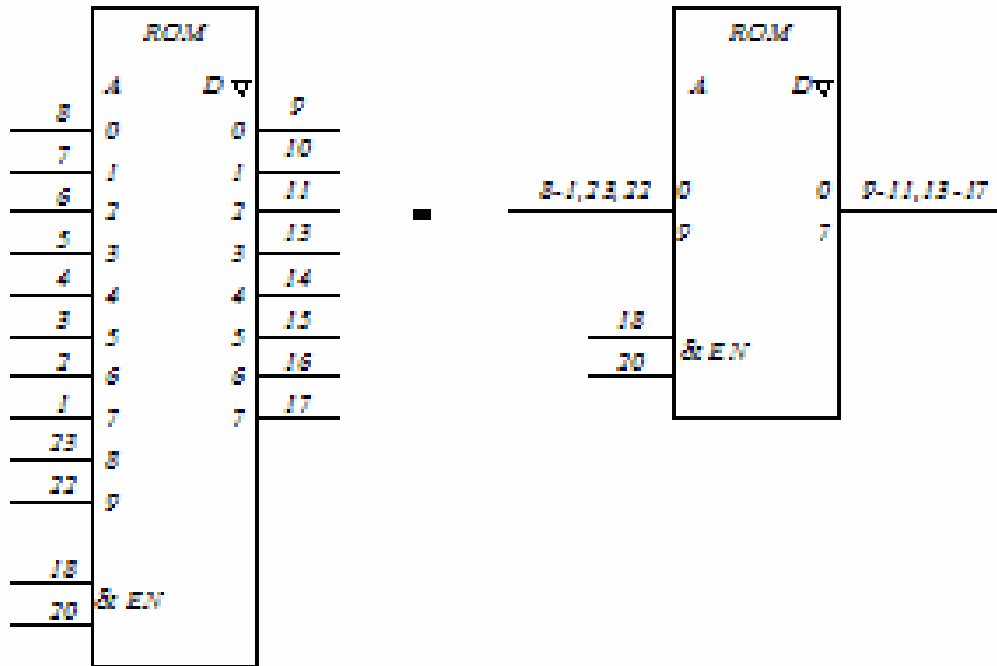 ROM
A D
8 0 0 9
7 1 1 10
6 2 2 11
5 3 3 13
4 4 4 14
3 5 5 15
2 6 6 16
1 7 7 17
23 8
22 9
18
& EN
20
ROM
A D
8-1,23,22 0 0 9-11,13-17
9 7
18
& EN
20